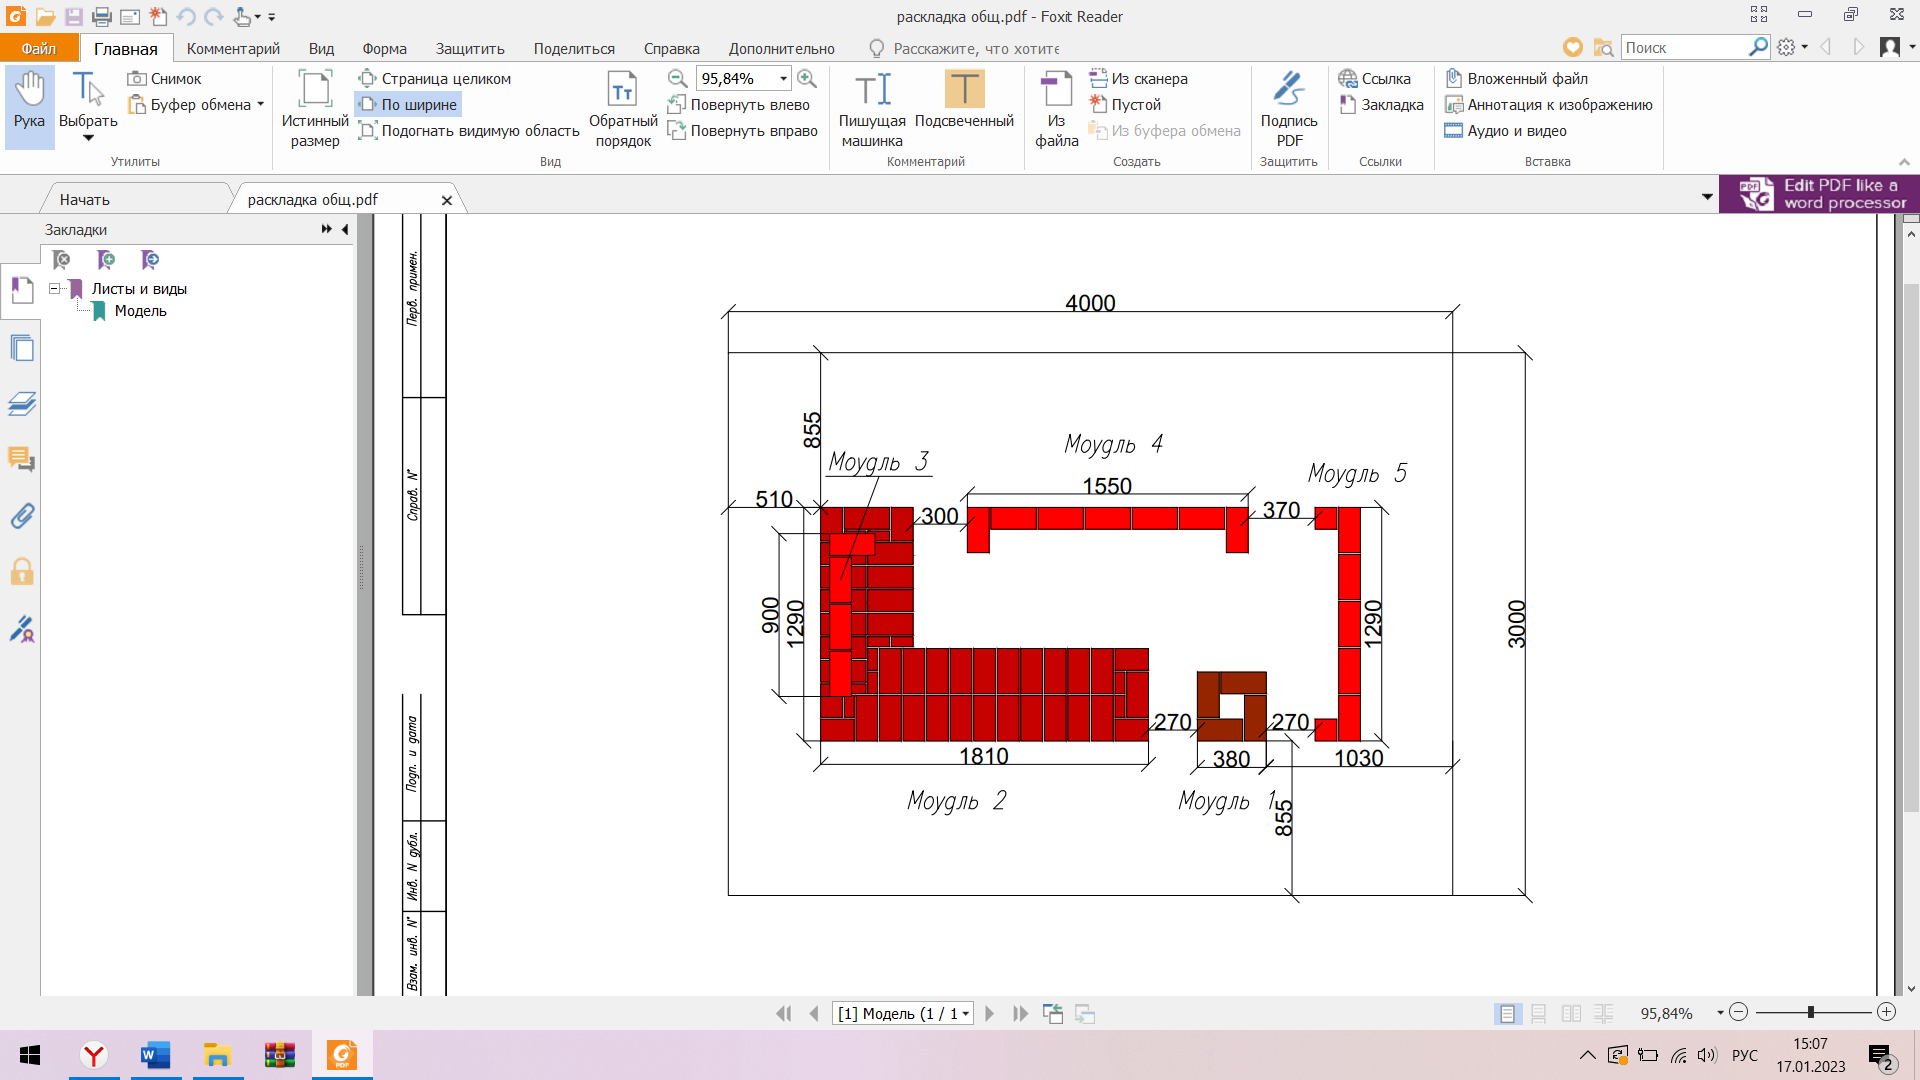 раскладка общ.pdf - Foxit Reader
Файл
Главная
Комментарий
Вид
Форма
Защитить
Поделиться
Справка
Дополнительно
Расскажите, что хотите
Поиск
Рука
Выбрать
Снимок
Буфер обмена
Утилиты
Истинный размер
Страница целиком
По ширине
Подогнать видимую область
Обратный порядок
95,84%
Повернуть влево
Повернуть вправо
Вид
Пишущая машинка
Подсвеченный
Комментарий
Из файла
Из сканера
Пустой
Из буфера обмена
Создать
Подпись PDF
Защитить
Ссылка
Закладка
Ссылки
Вложенный файл
Аннотация к изображению
Аудио и видео
Вставка
Начать
раскладка общ.pdf
Edit PDF like a
word processor
Закладки
Листы и виды
Модель
Перв. примен.
Справ. N°
Подп. и дата
Инв. N дубл.
Взам. инв. N°
4000
855
Моудль 3
Моудль 4
Моудль 5
510
300
1550
370
900
1290
1290
3000
270
270
1810
380
1030
Моудль 2
Моудль 1
855
[1] Модель (1 / 1
95,84%
РУС
15:07
17.01.2023
2